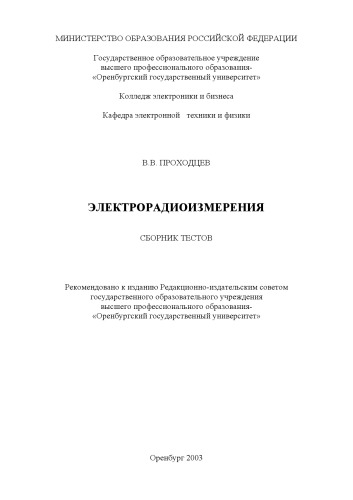 МИНИСТЕРСТВО ОБРАЗОВАНИЯ РОССИЙСКОЙ ФЕДЕРАЦИИ
Государственное образовательное учреждение
высшего профессионального образования-
«Оренбургский государственный университет»
Колледж электроники и бизнеса
Кафедра электронной техники и физики
В.В. ПРОХОДЦЕВ
ЭЛЕКТРОРАДИОИЗМЕРЕНИЯ
СБОРНИК ТЕСТОВ
Рекомендовано к изданию Редакционно-издательским советом
государственного образовательного учреждения
высшего профессионального образования-
«Оренбургский государственный университет»
Оренбург 2003